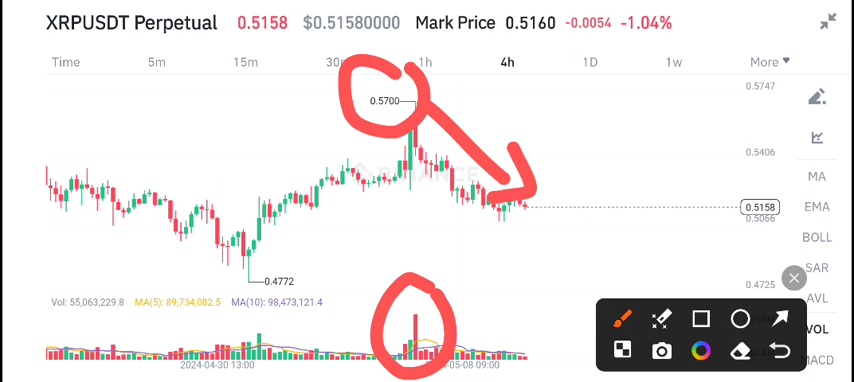 XRPUSDT Perpetual 0.5158 $0.51580000 Mark Price 0.5160 -0.0054 -1.04%
Time 5m 15m 30m 1h 4h 1D 1w More
0.5747
0.5700
0.5406
BINANCE
MA
0.5158
EMA
0.5066
BOLL
SAR
0.4772
0.4725
AVL
Vol: 55,063,229.8 MA(5): 89,734,082.5 MA(10): 98,473,121.4
VOL
MACD
2024-04-30 13:00
-05-08 09:00